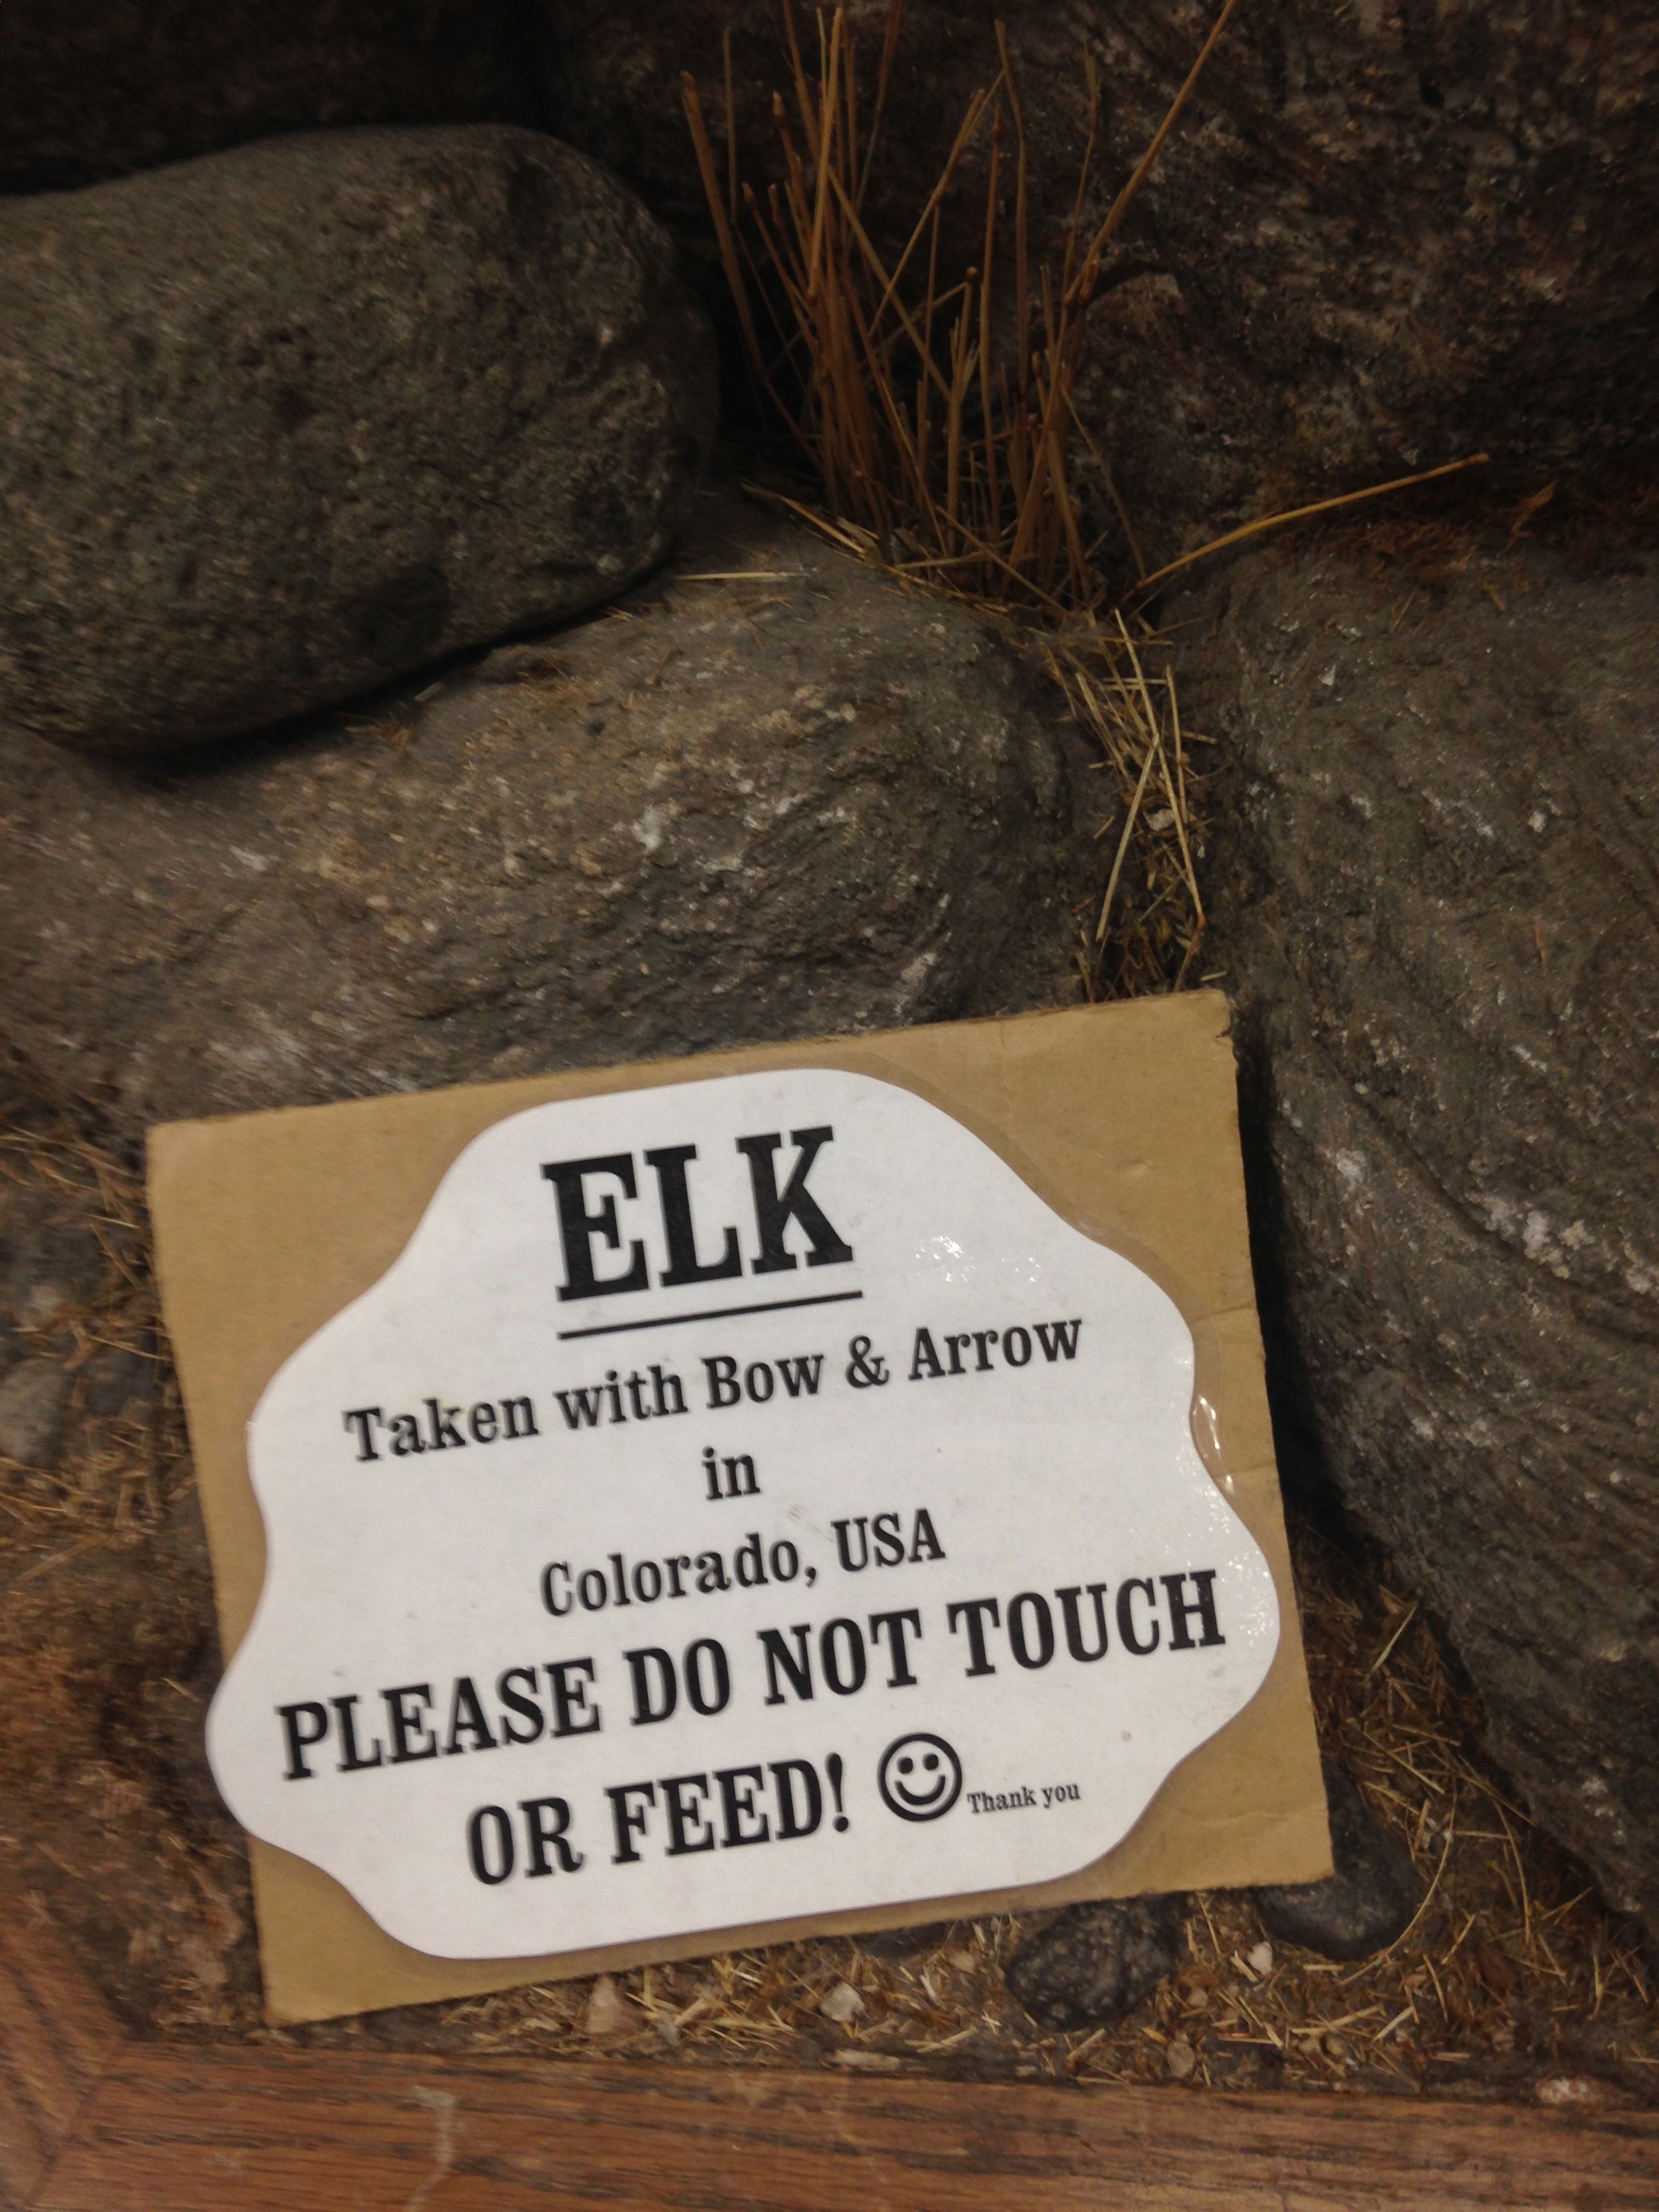 ELK
Taken with Bow & Arrow
in
Colorado, USA
PLEASE DO NOT TOUCH
OR FEED! ☺ Thank you